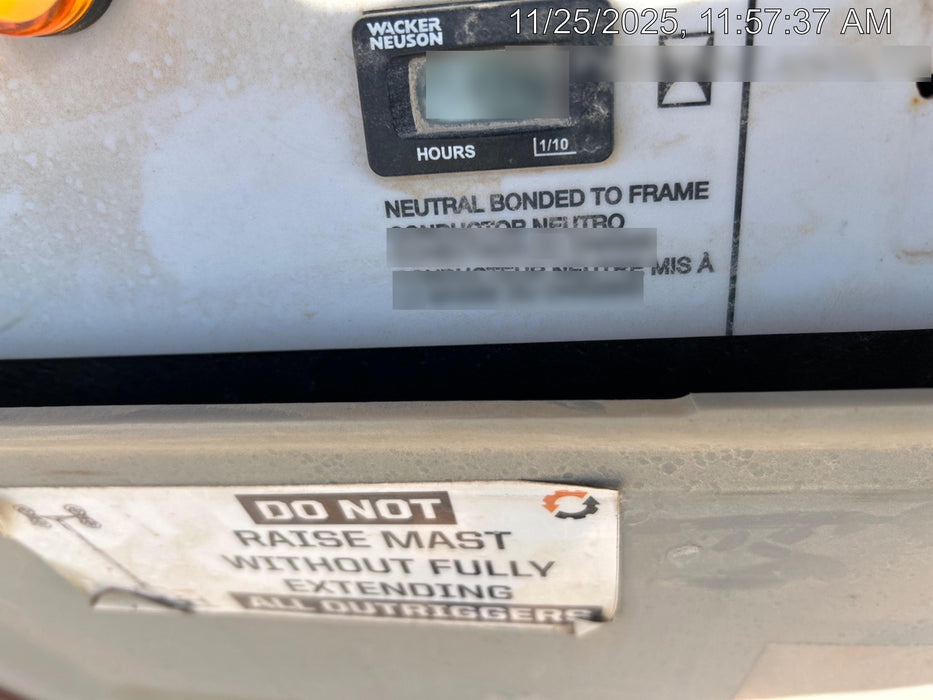 11/25/2025, 11:57:37 AM
WACKER
NEUSON
HOURS 1/10
NEUTRAL BONDED TO FRAME
CONDUCTOR NEUTRO
CONDUCTEUR NEUTRE MIS À
DO NOT
RAISE MAST
WITHOUT FULLY
EXTENDING
ALL OUTRIGGERS